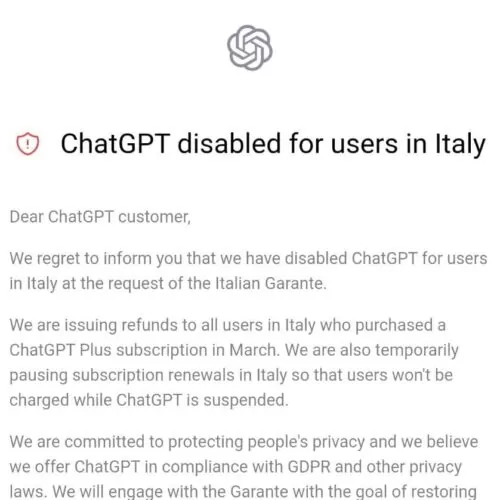 ChatGPT disabled for users in Italy
Dear ChatGPT customer,
We regret to inform you that we have disabled ChatGPT for users
in Italy at the request of the Italian Garante.
We are issuing refunds to all users in Italy who purchased a
ChatGPT Plus subscription in March. We are also temporarily
pausing subscription renewals in Italy so that users won't be
charged while ChatGPT is suspended.
We are committed to protecting people's privacy and we believe
we offer ChatGPT in compliance with GDPR and other privacy
laws. We will engage with the Garante with the goal of restoring